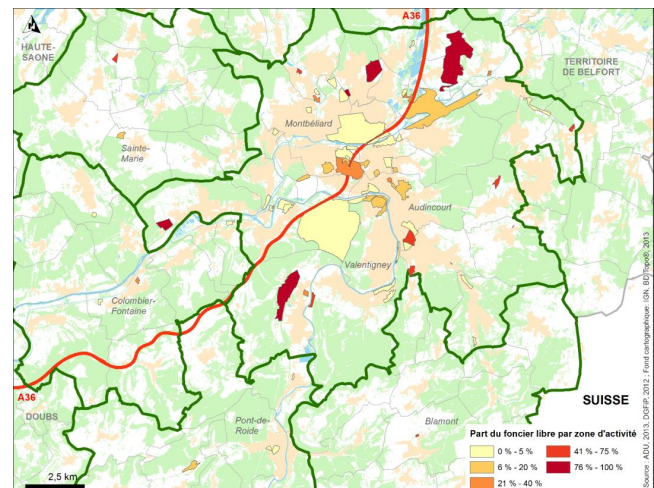 A36
HAUTE-
SAONE
TERRITOIRE
DE BELFORT
Montbéliard
Sainte-
Marie
Audincourt
Valentigney
Colombier-
Fontaine
A36
SUISSE
DOUBS
Pont-de-
Roide
Blamont
Part du foncier libre par zone d'activité
0 % - 5 %
6 % - 20 %
21 % - 40 %
41 % - 75 %
76 % - 100 %
2,5 km
Source : ADU, 2013, DGFiP, 2012 - Fond cartographique: IGN, BDTopo®, 2013